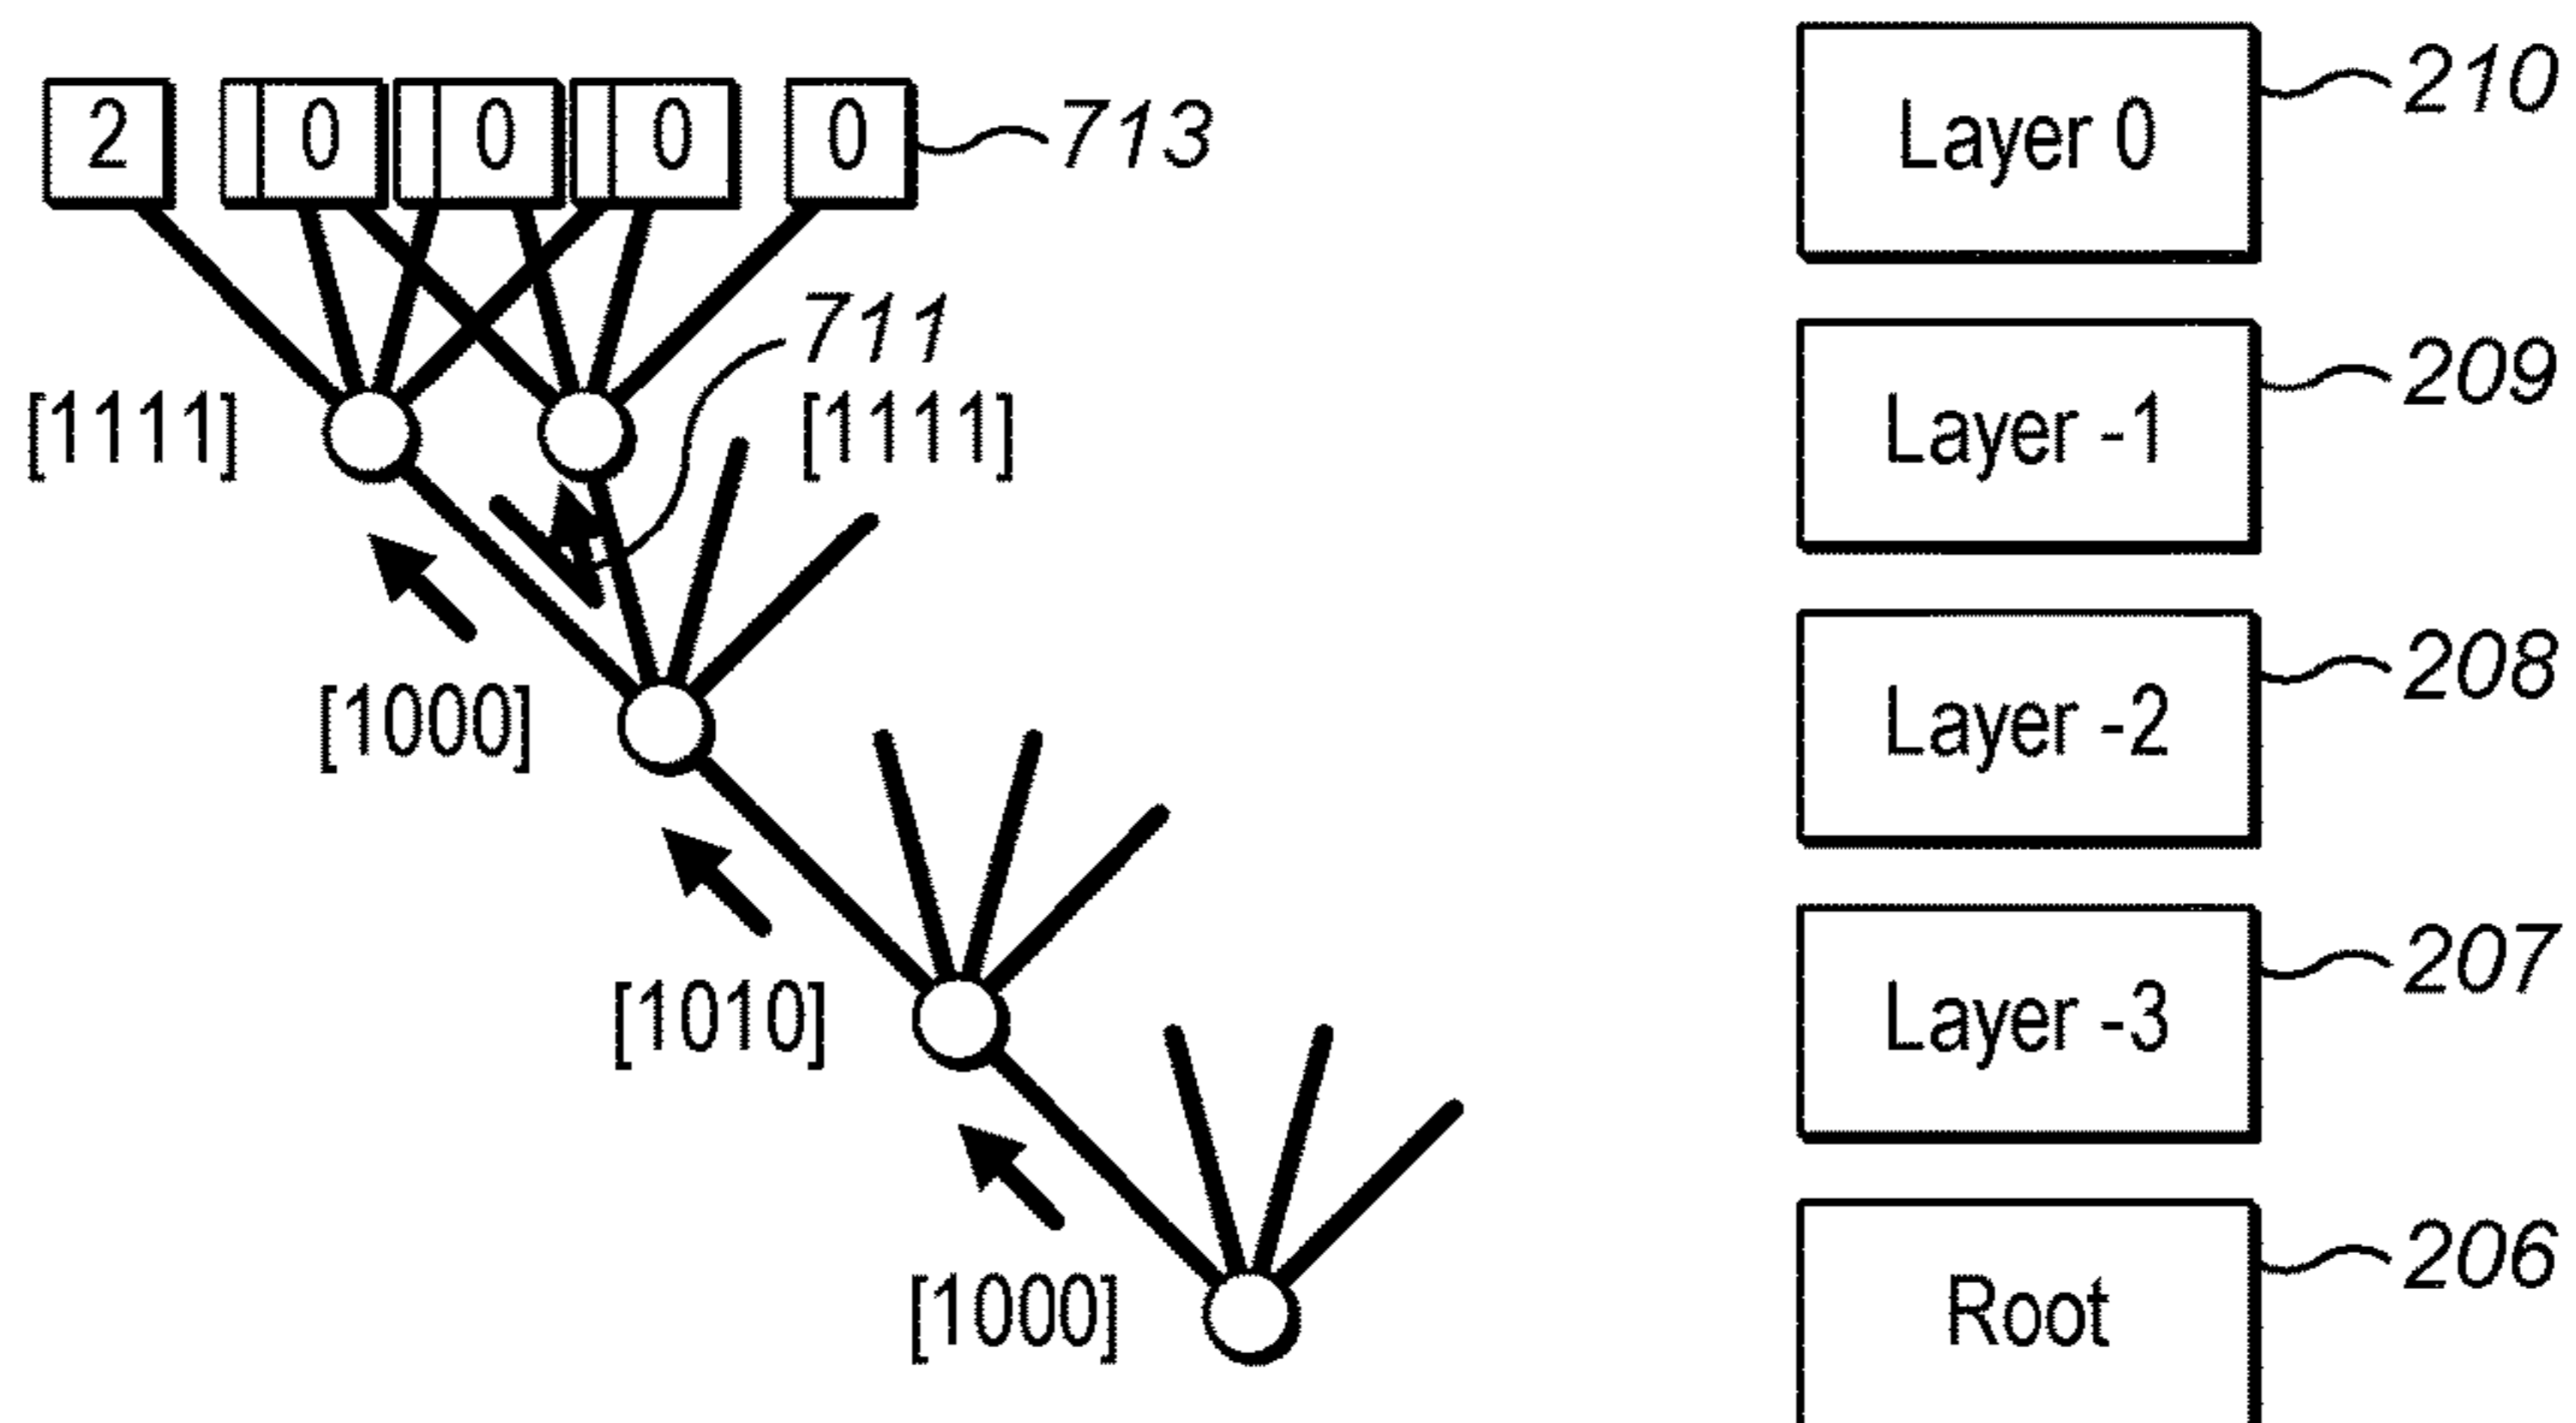 2 0 0 0 0 713
Layer 0 210
711
[1111] [1111]
Layer -1 209
[1000]
Layer -2 208
[1010]
Layer -3 207
[1000]
Root 206